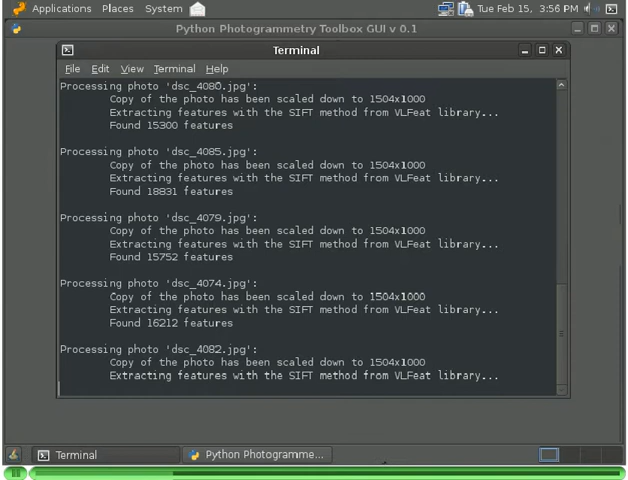 Applications Places System Tue Feb 15, 3:56 PM
Python Photogrammetry Toolbox GUI v 0.1
Terminal
File Edit View Terminal Help
Processing photo 'dsc_4080.jpg':
Copy of the photo has been scaled down to 1504x1000
Extracting features with the SIFT method from VLFeat library...
Found 15300 features
Processing photo 'dsc_4085.jpg':
Copy of the photo has been scaled down to 1504x1000
Extracting features with the SIFT method from VLFeat library...
Found 18831 features
Processing photo 'dsc_4079.jpg':
Copy of the photo has been scaled down to 1504x1000
Extracting features with the SIFT method from VLFeat library...
Found 15752 features
Processing photo 'dsc_4074.jpg':
Copy of the photo has been scaled down to 1504x1000
Extracting features with the SIFT method from VLFeat library...
Found 16212 features
Processing photo 'dsc_4082.jpg':
Copy of the photo has been scaled down to 1504x1000
Extracting features with the SIFT method from VLFeat library...
Terminal Python Photogramme...